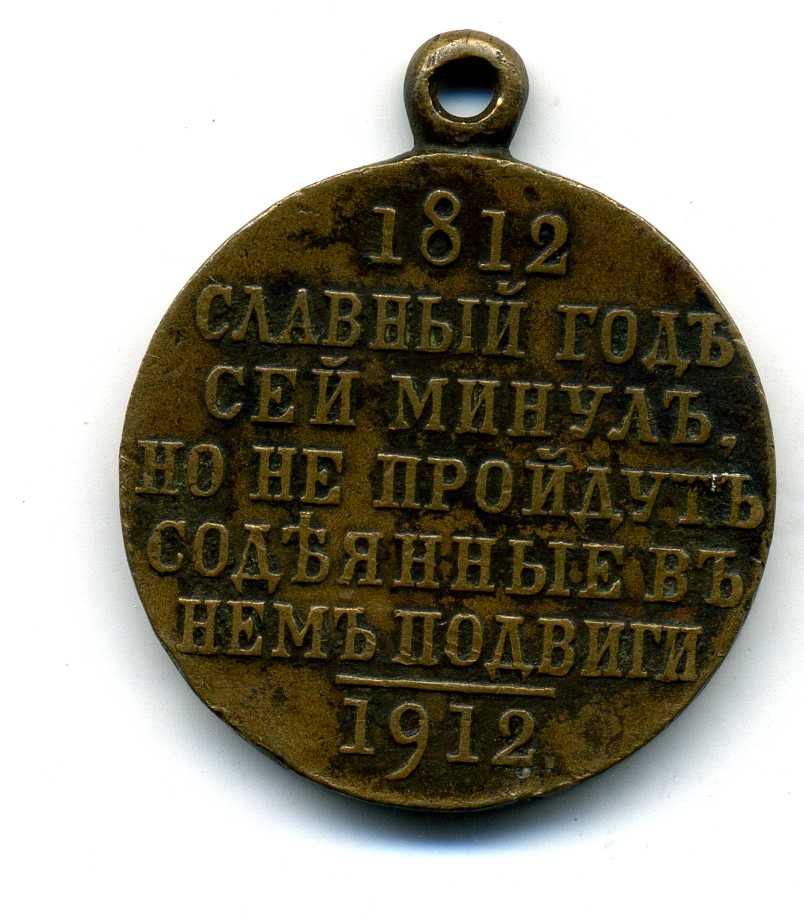 1812
СЛАВНЫЙ ГОДЪ
СЕЙ МИНУЛЪ,
НО НЕ ПРОЙДУТЪ
СОДѢЯННЫЕ ВЪ
НЕМЪ ПОДВИГИ
1912